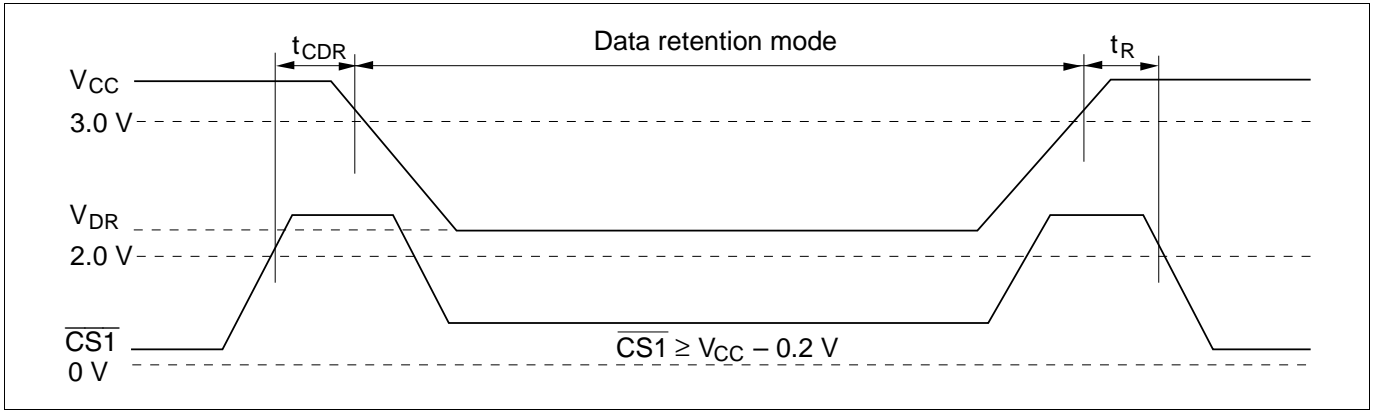 tCDR
Data retention mode
tR
VCC
3.0 V
VDR
2.0 V
CS1
CS1 ≥ VCC – 0.2 V
0 V